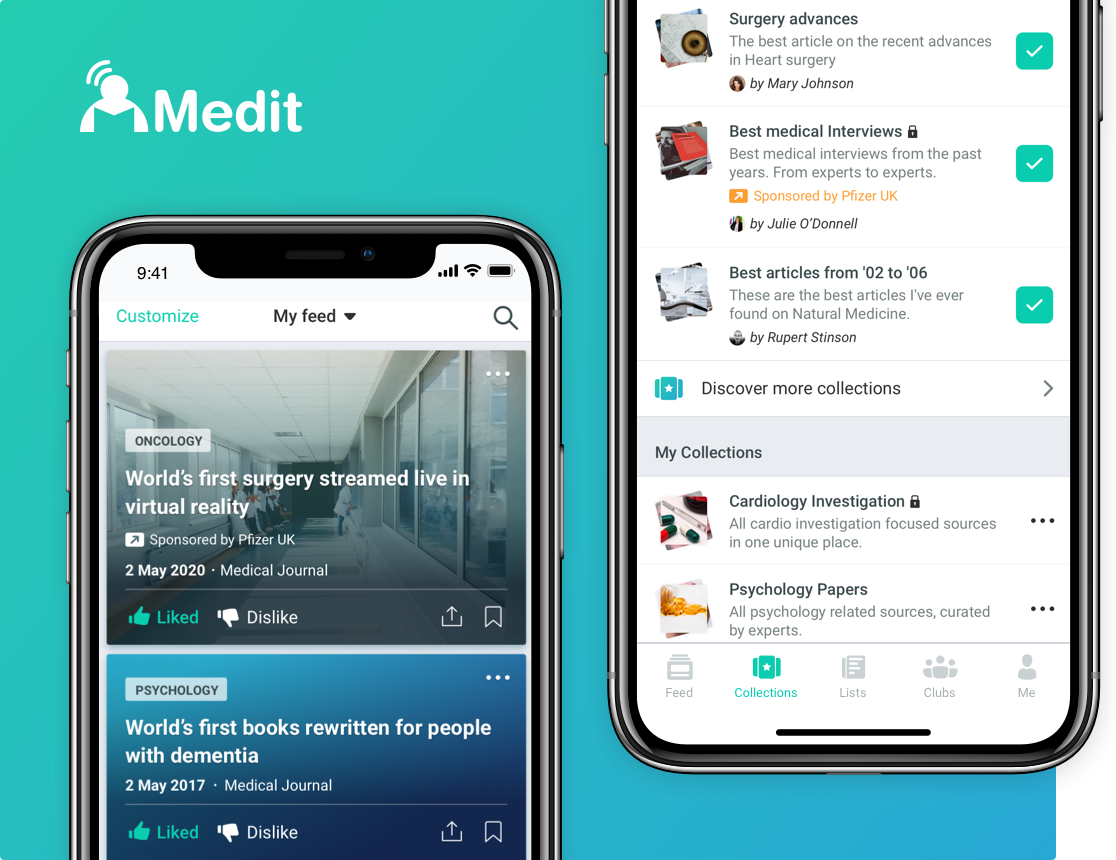 Medit
9:41
Customize
My feed
ONCOLOGY
World’s first surgery streamed live in
virtual reality
Sponsored by Pfizer UK
2 May 2020 · Medical Journal
Liked
Dislike
PSYCHOLOGY
World’s first books rewritten for people
with dementia
2 May 2017 · Medical Journal
Liked
Dislike
Surgery advances
The best article on the recent advances
in Heart surgery
by Mary Johnson
Best medical Interviews
Best medical interviews from the past
years. From experts to experts.
Sponsored by Pfizer UK
by Julie O’Donnell
Best articles from '02 to '06
These are the best articles I've ever
found on Natural Medicine.
by Rupert Stinson
Discover more collections
My Collections
Cardiology Investigation
All cardio investigation focused sources
in one unique place.
Psychology Papers
All psychology related sources, curated
by experts.
Feed
Collections
Lists
Clubs
Me